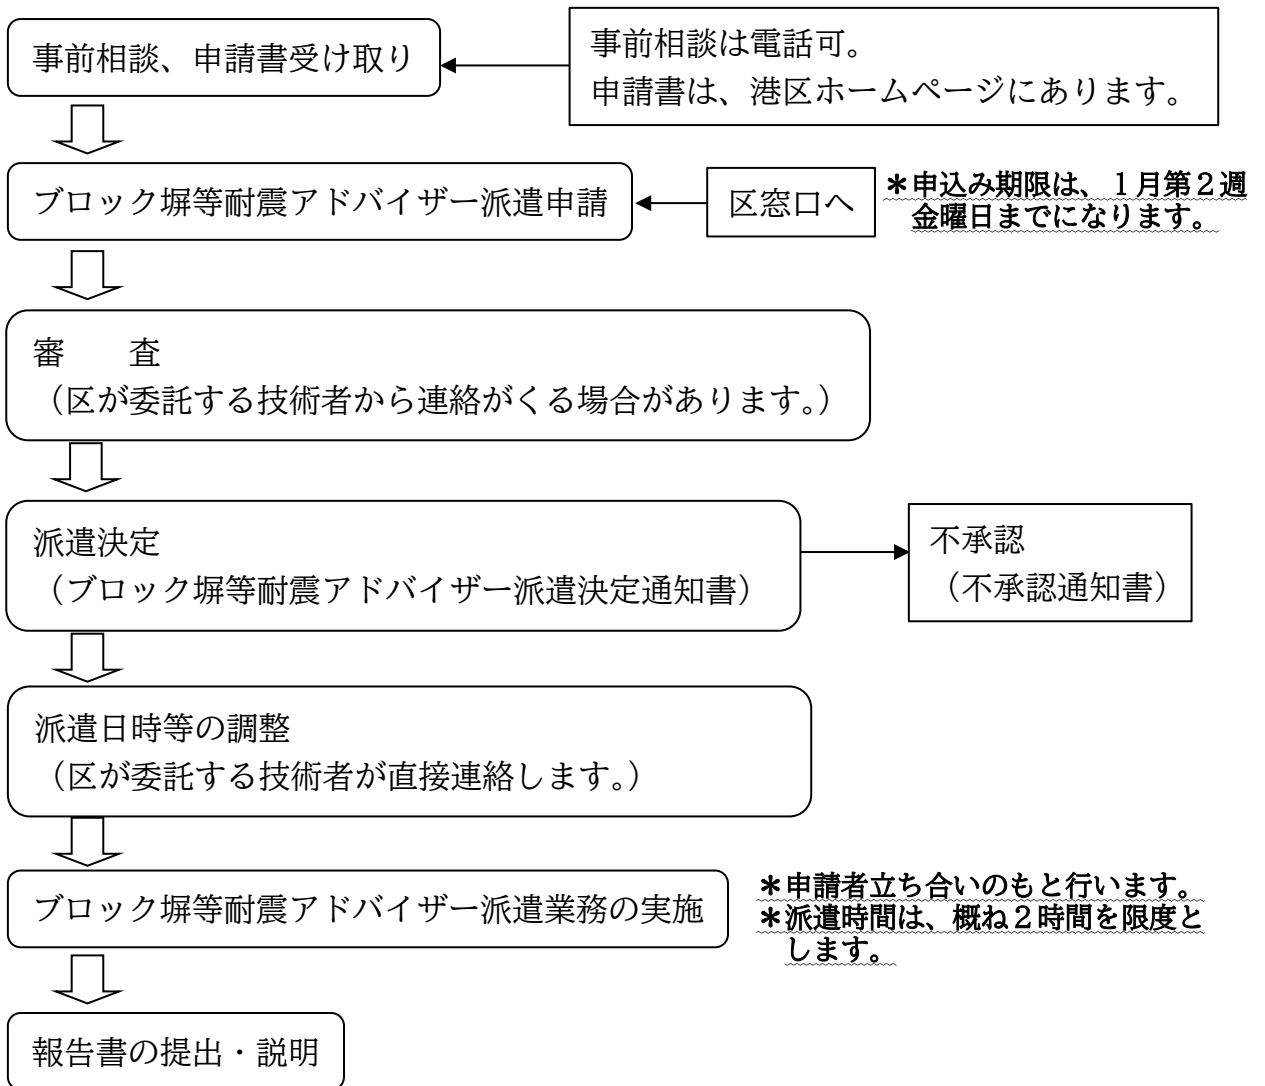 事前相談、申請書受け取り
事前相談は電話可。
申請書は、港区ホームページにあります。
ブロック塀等耐震アドバイザー派遣申請
区窓口へ
＊申込み期限は、１月第２週
金曜日までになります。
審　　査
（区が委託する技術者から連絡がくる場合があります。）
派遣決定
（ブロック塀等耐震アドバイザー派遣決定通知書）
不承認
（不承認通知書）
派遣日時等の調整
（区が委託する技術者が直接連絡します。）
ブロック塀等耐震アドバイザー派遣業務の実施
＊申請者立ち合いのもと行います。
＊派遣時間は、概ね２時間を限度と
します。
報告書の提出・説明